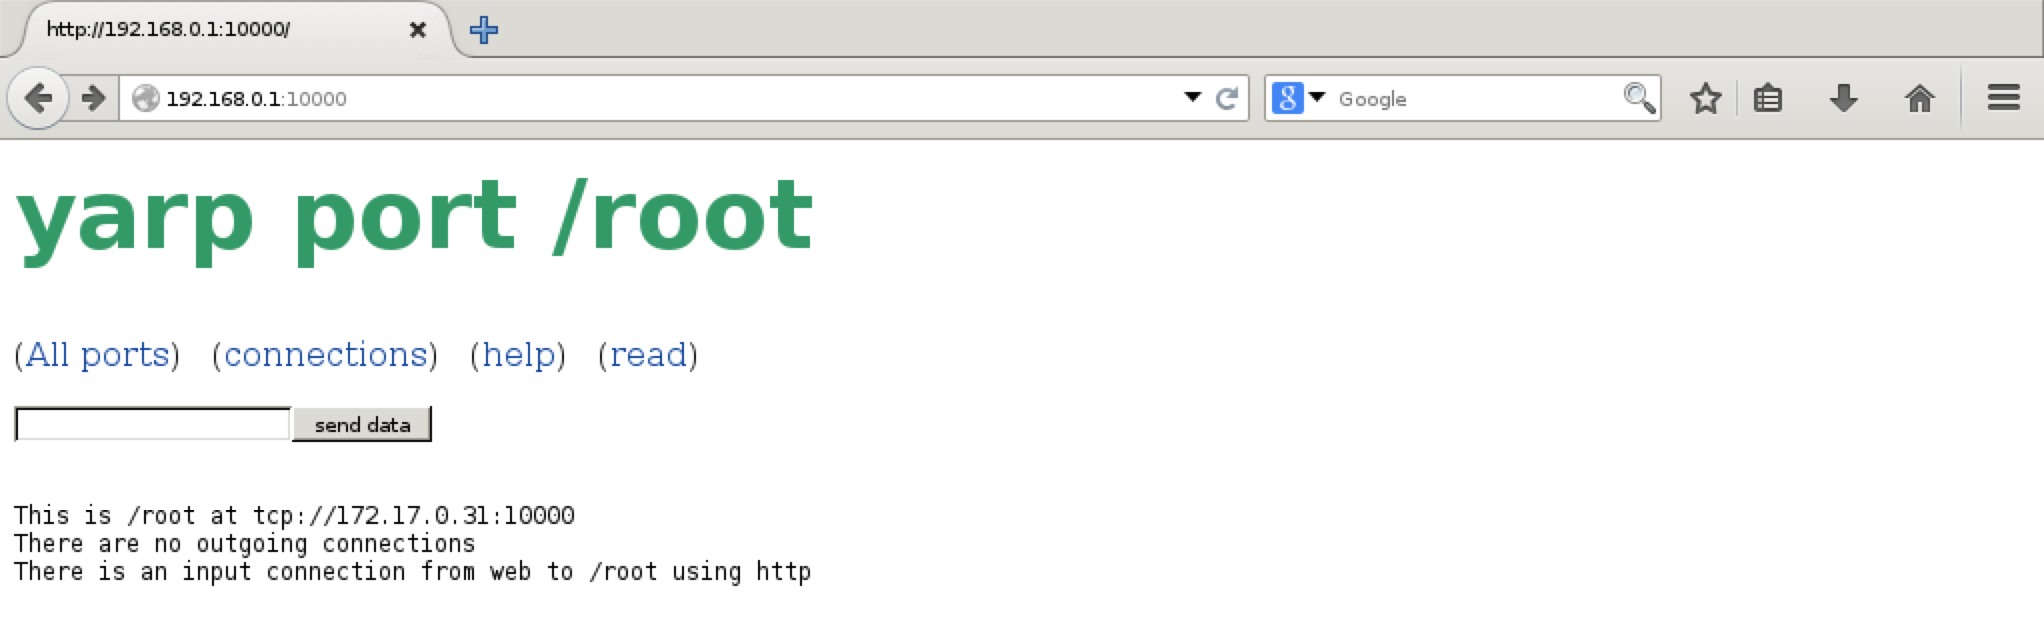 http://192.168.0.1:10000/
192.168.0.1:10000
8 Google
yarp port /root
(All ports) (connections) (help) (read)
send data
This is /root at tcp://172.17.0.31:10000
There are no outgoing connections
There is an input connection from web to /root using http